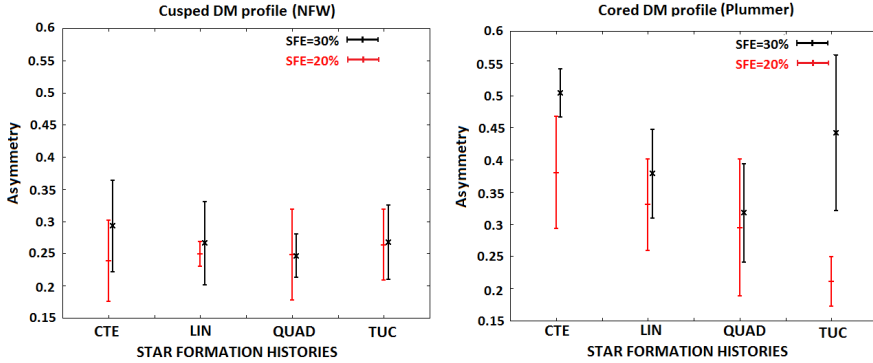 Cusped DM profile (NFW)
0.6
0.55
0.5
0.45
0.4
0.35
0.3
0.25
0.2
0.15
Asymmetry
SFE=30%
SFE=20%
CTE LIN QUAD TUC
STAR FORMATION HISTORIES
Cored DM profile (Plummer)
0.6
0.55
0.5
0.45
0.4
0.35
0.3
0.25
0.2
0.15
Asymmetry
SFE=30%
SFE=20%
CTE LIN QUAD TUC
STAR FORMATION HISTORIES